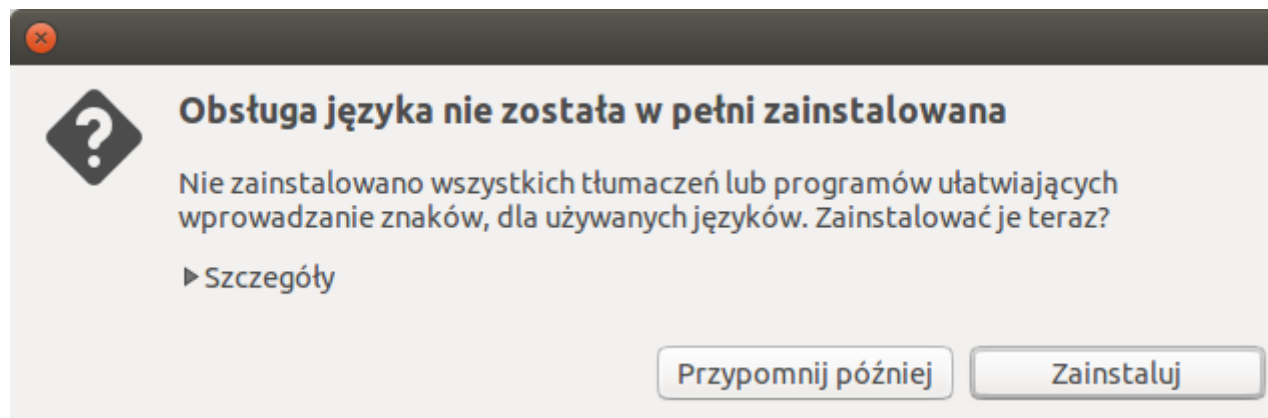 Obsługa języka nie została w pełni zainstalowana
Nie zainstalowano wszystkich tłumaczeń lub programów ułatwiających
wprowadzanie znaków, dla używanych języków. Zainstalować je teraz?
Szczegóły
Przypomnij później
Zainstaluj